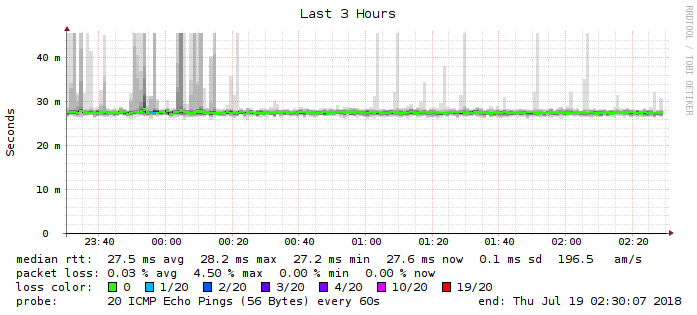 Last 3 Hours
RRDTOOL / TOBI OETIKER
Seconds
40 m
30 m
20 m
10 m
0
23:40 00:00 00:20 00:40 01:00 01:20 01:40 02:00 02:20
median rtt: 27.5 ms avg 28.2 ms max 27.2 ms min 27.6 ms now 0.1 ms sd 196.5 am/s
packet loss: 0.03 % avg 4.50 % max 0.00 % min 0.00 % now
loss color: 0 1/20 2/20 3/20 4/20 10/20 19/20
probe: 20 ICMP Echo Pings (56 Bytes) every 60s end: Thu Jul 19 02:30:07 2018